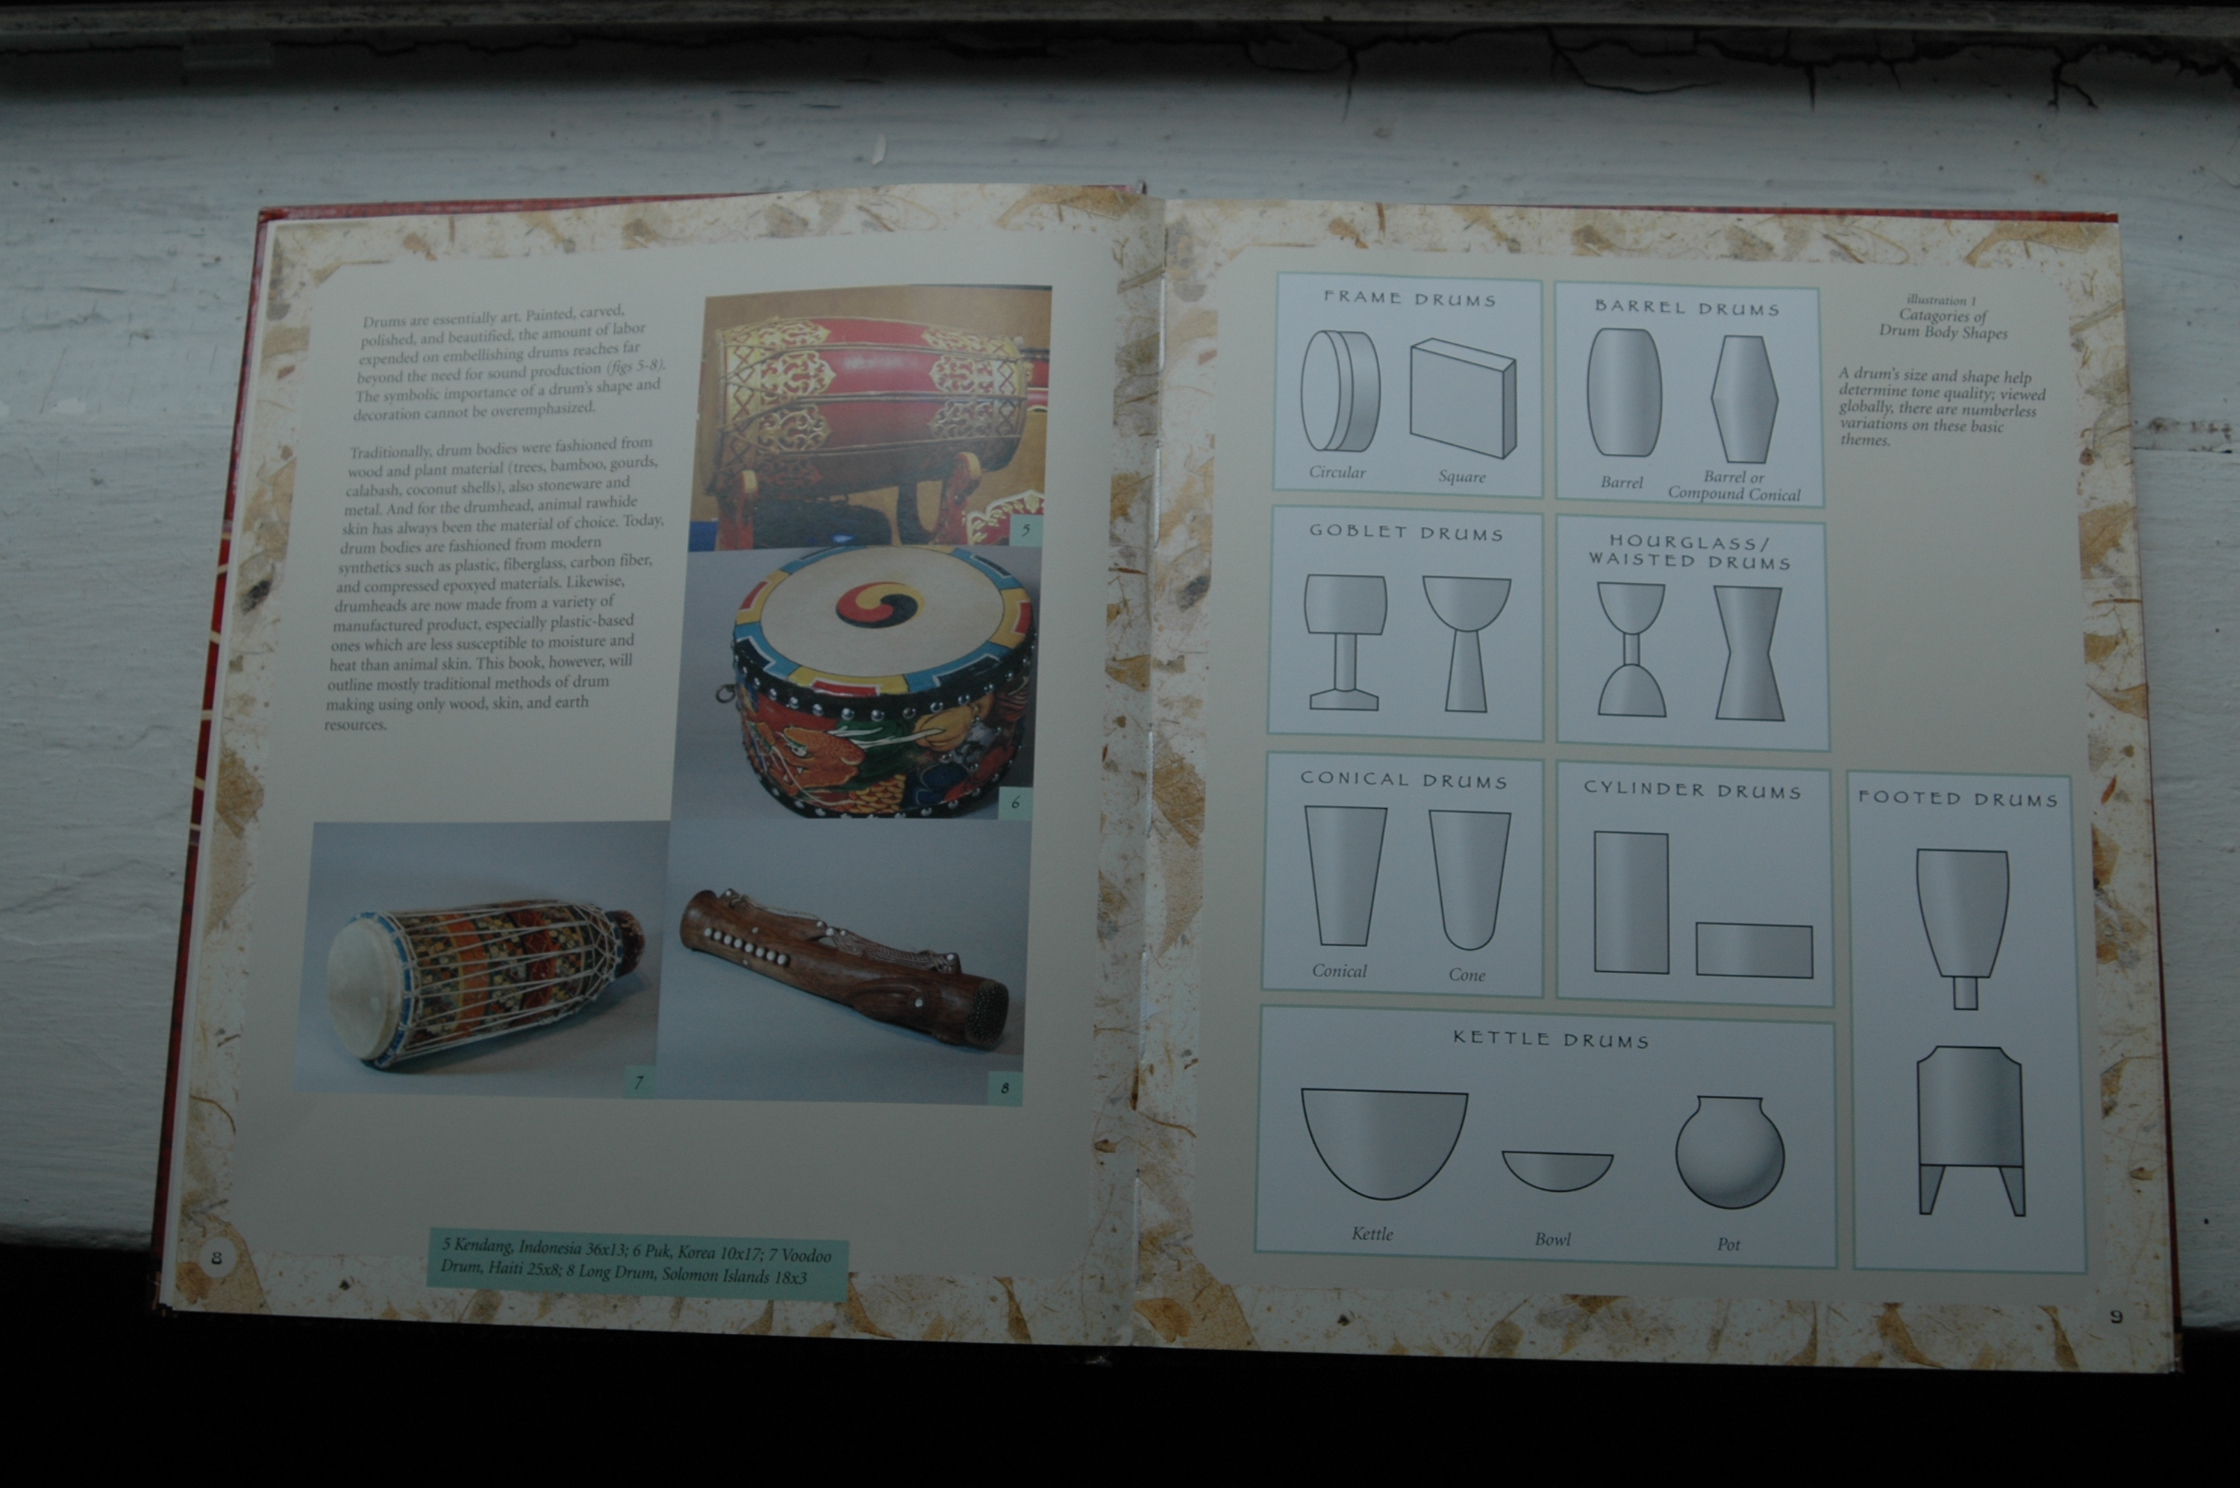 Drums are essentially art. Painted, carved,
polished, and beautified, the amount of labor
expended on embellishing drums reaches far
beyond the need for sound production (figs 5-8).
The symbolic importance of a drum's shape and
decoration cannot be overemphasized.
Traditionally, drum bodies were fashioned from
wood and plant material (trees, bamboo, gourds,
calabash, coconut shells), also stoneware and
metal. And for the drumhead, animal rawhide
skin has always been the material of choice. Today,
drum bodies are fashioned from modern
synthetics such as plastic, fiberglass, carbon fiber,
and compressed epoxyed materials. Likewise,
drumheads are now made from a variety of
manufactured product, especially plastic-based
ones which are less susceptible to moisture and
heat than animal skin. This book, however, will
outline mostly traditional methods of drum
making using only wood, skin, and earth
resources.
5
6
7
8
5 Kendang, Indonesia 36x13; 6 Puk, Korea 10x17; 7 Voodoo
Drum, Haiti 25x8; 8 Long Drum, Solomon Islands 18x3
8
FRAME DRUMS
Circular
Square
BARREL DRUMS
Barrel
Barrel or
Compound Conical
illustration 1
Catagories of
Drum Body Shapes
A drum's size and shape help
determine tone quality; viewed
globally, there are numberless
variations on these basic
themes.
GOBLET DRUMS
HOURGLASS/
WAISTED DRUMS
CONICAL DRUMS
Conical
Cone
CYLINDER DRUMS
FOOTED DRUMS
KETTLE DRUMS
Kettle
Bowl
Pot
9